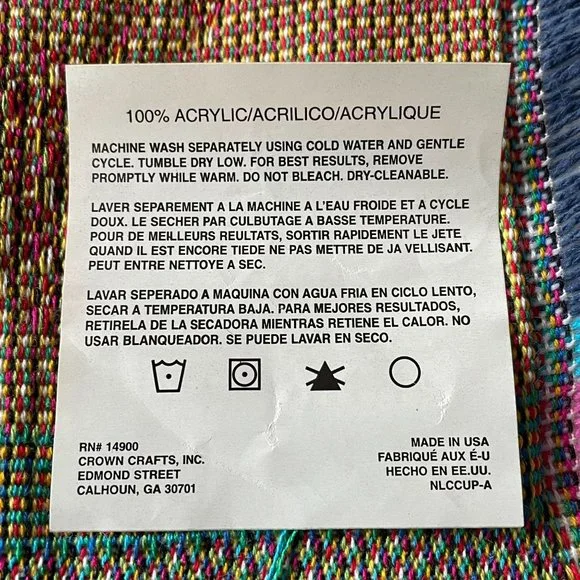 100% ACRYLIC/ACRILICO/ACRYLIQUE
MACHINE WASH SEPARATELY USING COLD WATER AND GENTLE
CYCLE. TUMBLE DRY LOW. FOR BEST RESULTS, REMOVE
PROMPTLY WHILE WARM. DO NOT BLEACH. DRY-CLEANABLE.
LAVER SEPAREMENT A LA MACHINE A L'EAU FROIDE ET A CYCLE
DOUX. LE SECHER PAR CULBUTAGE A BASSE TEMPERATURE.
POUR DE MEILLEURS REULTATS, SORTIR RAPIDEMENT LE JETE
QUAND IL EST ENCORE TIEDE NE PAS METTRE DE JA VELLISANT.
PEUT ENTRE NETTOYE A SEC.
LAVAR SEPERADO A MAQUINA CON AGUA FRIA EN CICLO LENTO,
SECAR A TEMPERATURA BAJA. PARA MEJORES RESULTADOS,
RETIRELA DE LA SECADORA MIENTRAS RETIENE EL CALOR. NO
USAR BLANQUEADOR. SE PUEDE LAVAR EN SECO.
RN# 14900
CROWN CRAFTS, INC.
EDMOND STREET
CALHOUN, GA 30701
MADE IN USA
FABRIQUÉ AUX É-U
HECHO EN EE.UU.
NLCCUP-A